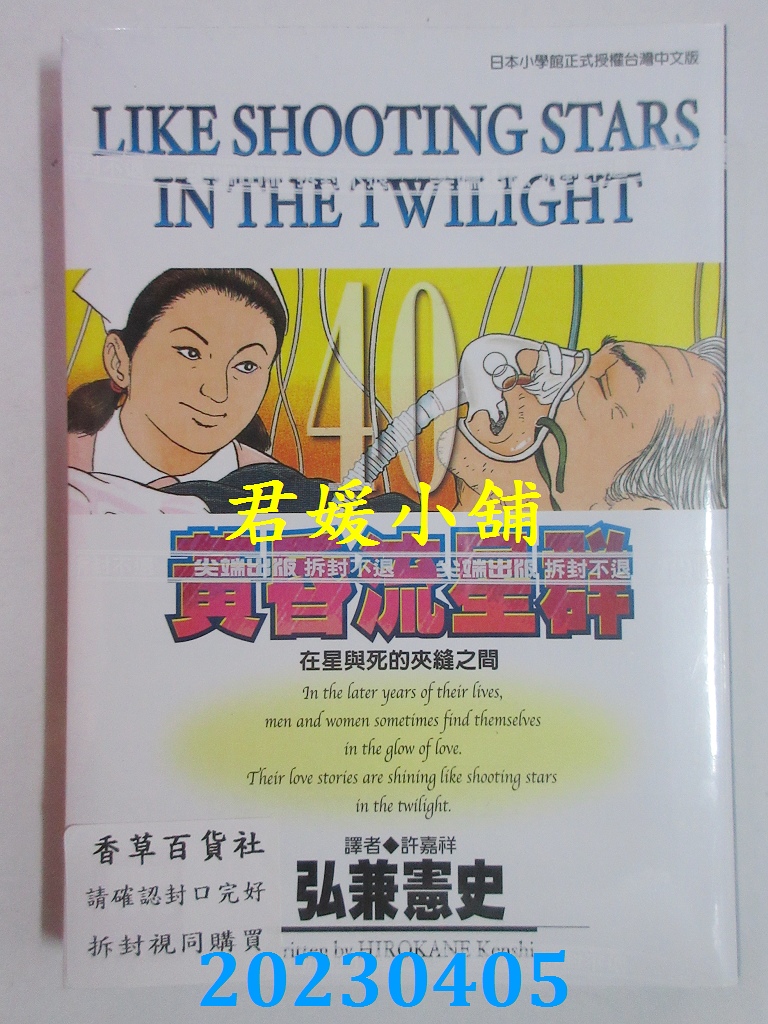 日本小學館正式授權台灣中文版
LIKE SHOOTING STARS
IN THE TWILIGHT
40
君媛小舖
黃昏流星群
尖端出版 拆封不退 尖端出版 拆封不退
在星與死的夾縫之間
In the later years of their lives,
men and women sometimes find themselves
in the glow of love.
Their love stories are shining like shooting stars
in the twilight.
譯者◆許嘉祥
弘兼憲史
written by HIROKANE Kenshi
香草百貨社
請確認封口完好
拆封視同購買
20230405